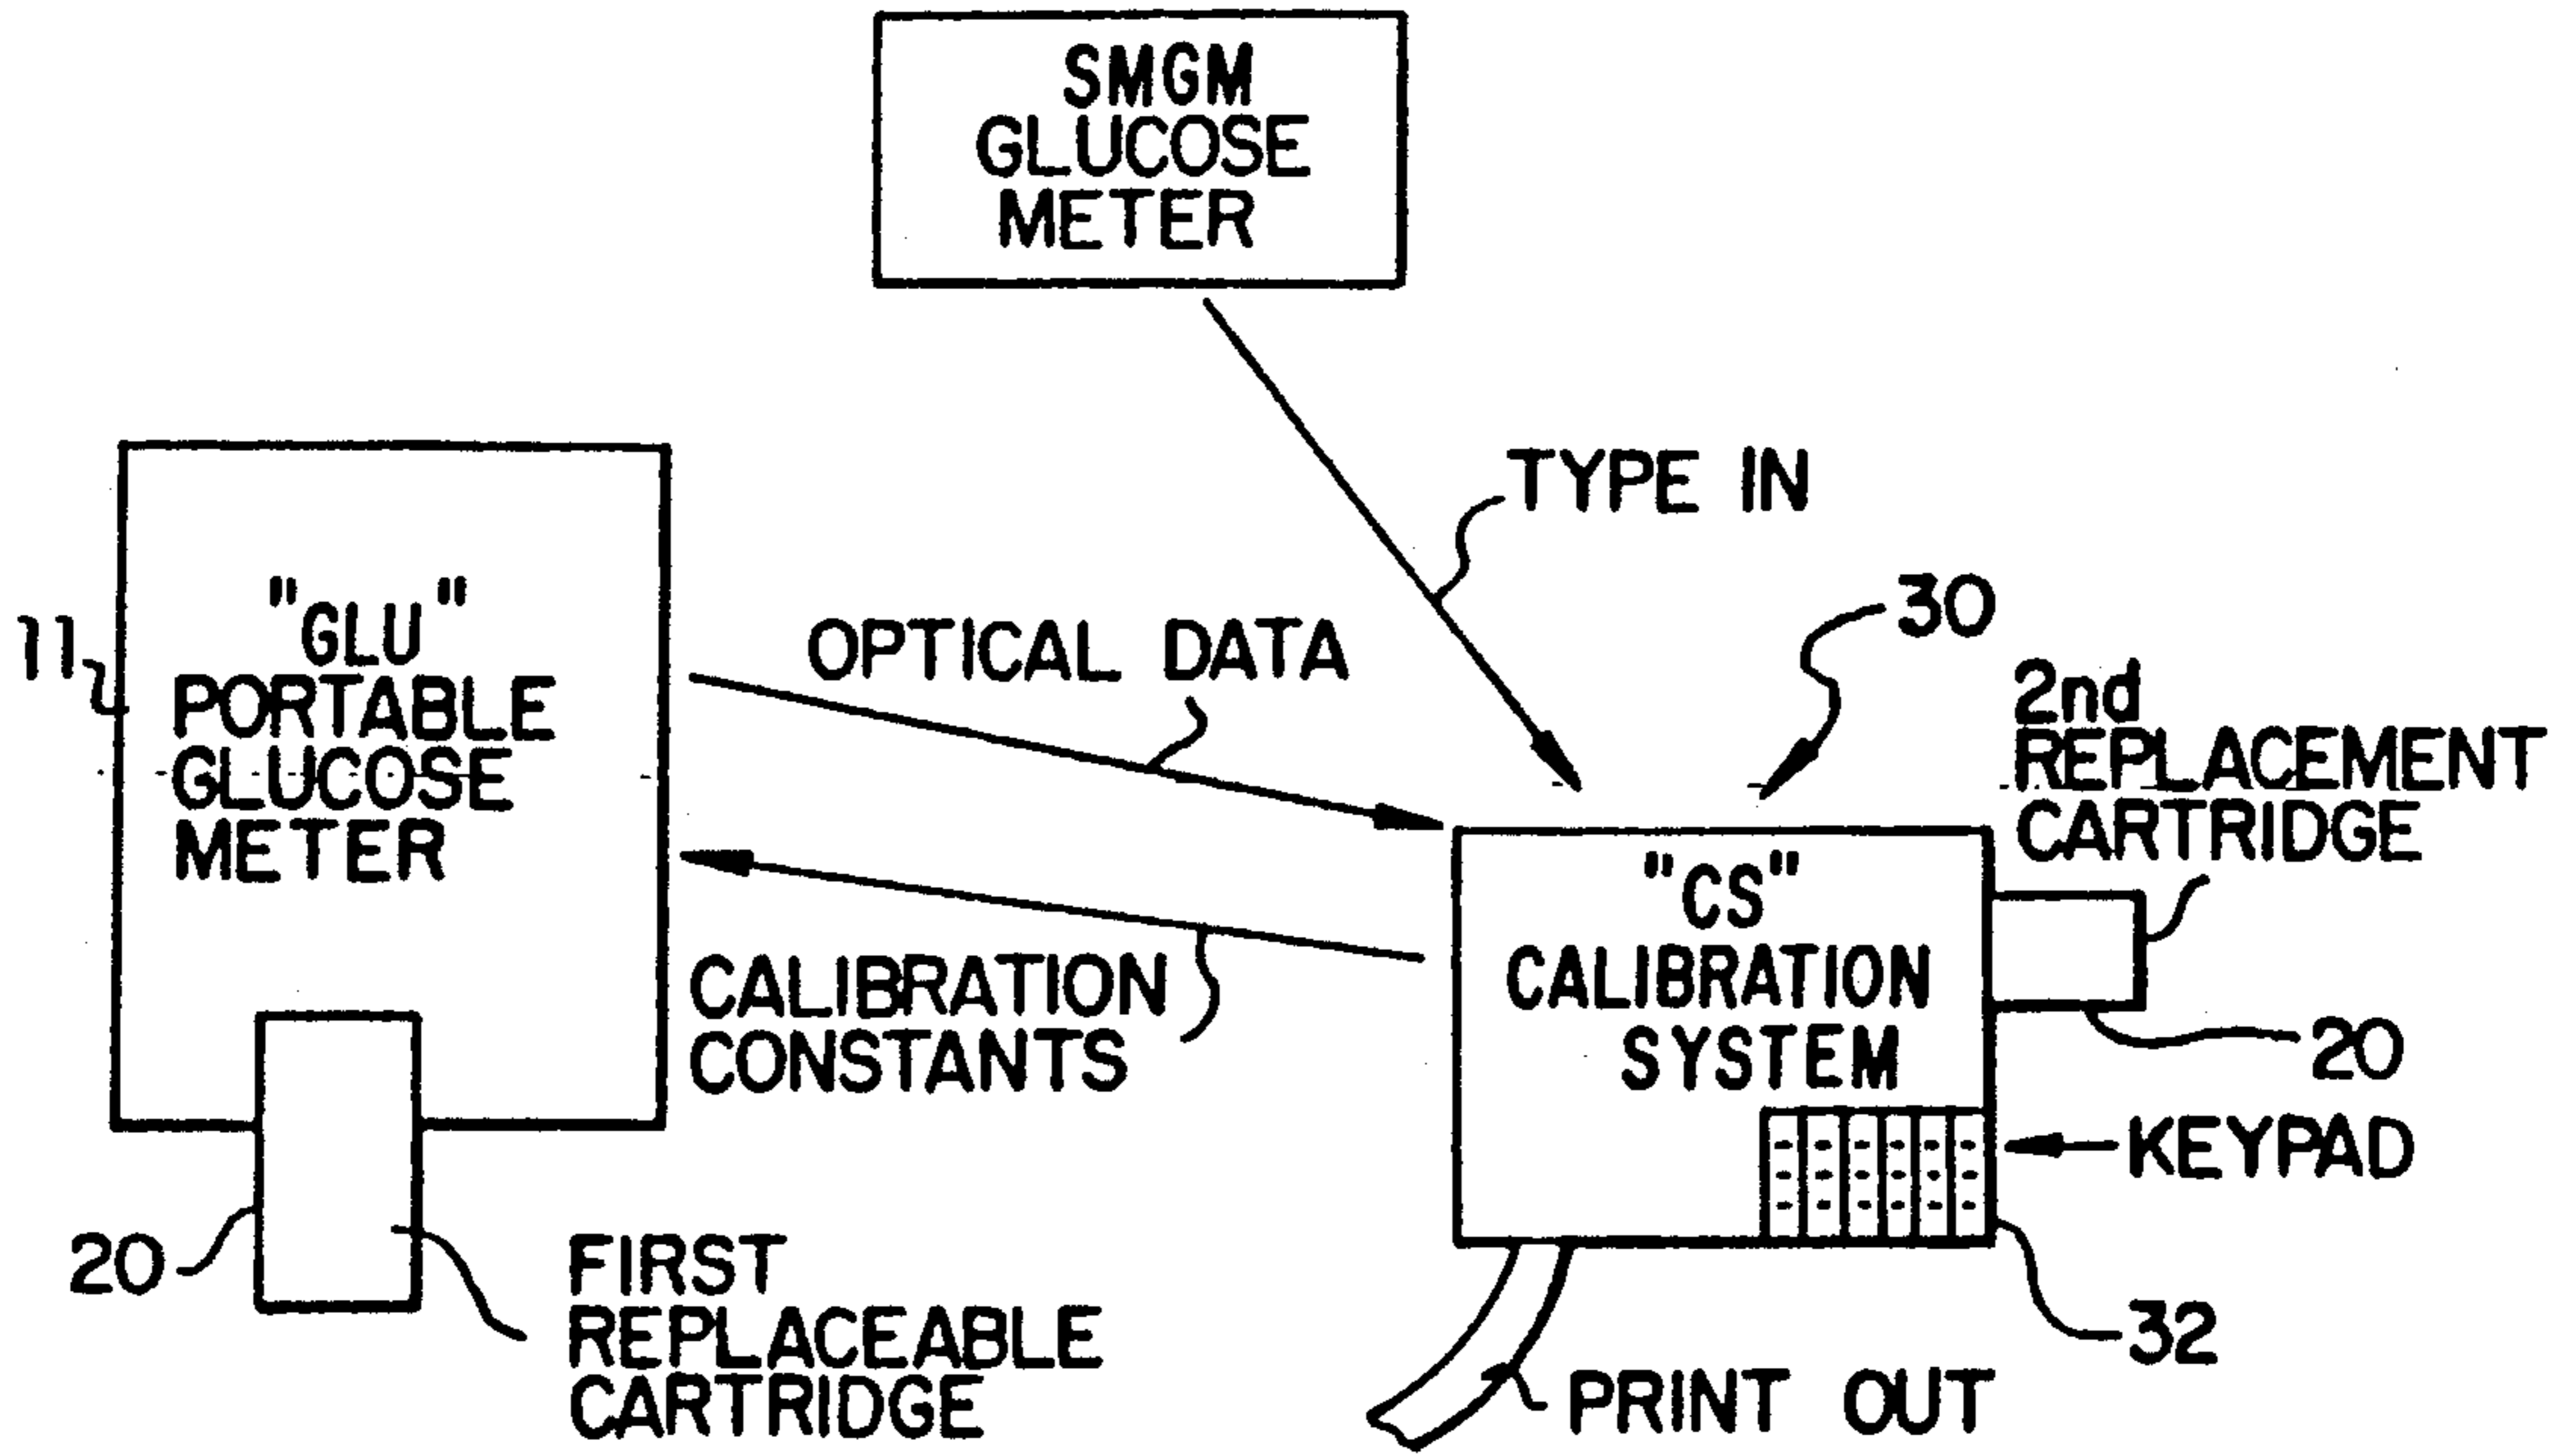 SMGM
GLUCOSE
METER
TYPE IN
30
"GLU"
PORTABLE
GLUCOSE
METER
11
OPTICAL DATA
2nd
REPLACEMENT
CARTRIDGE
CALIBRATION
CONSTANTS
"CS"
CALIBRATION
SYSTEM
20
KEYPAD
20
FIRST
REPLACEABLE
CARTRIDGE
32
PRINT OUT